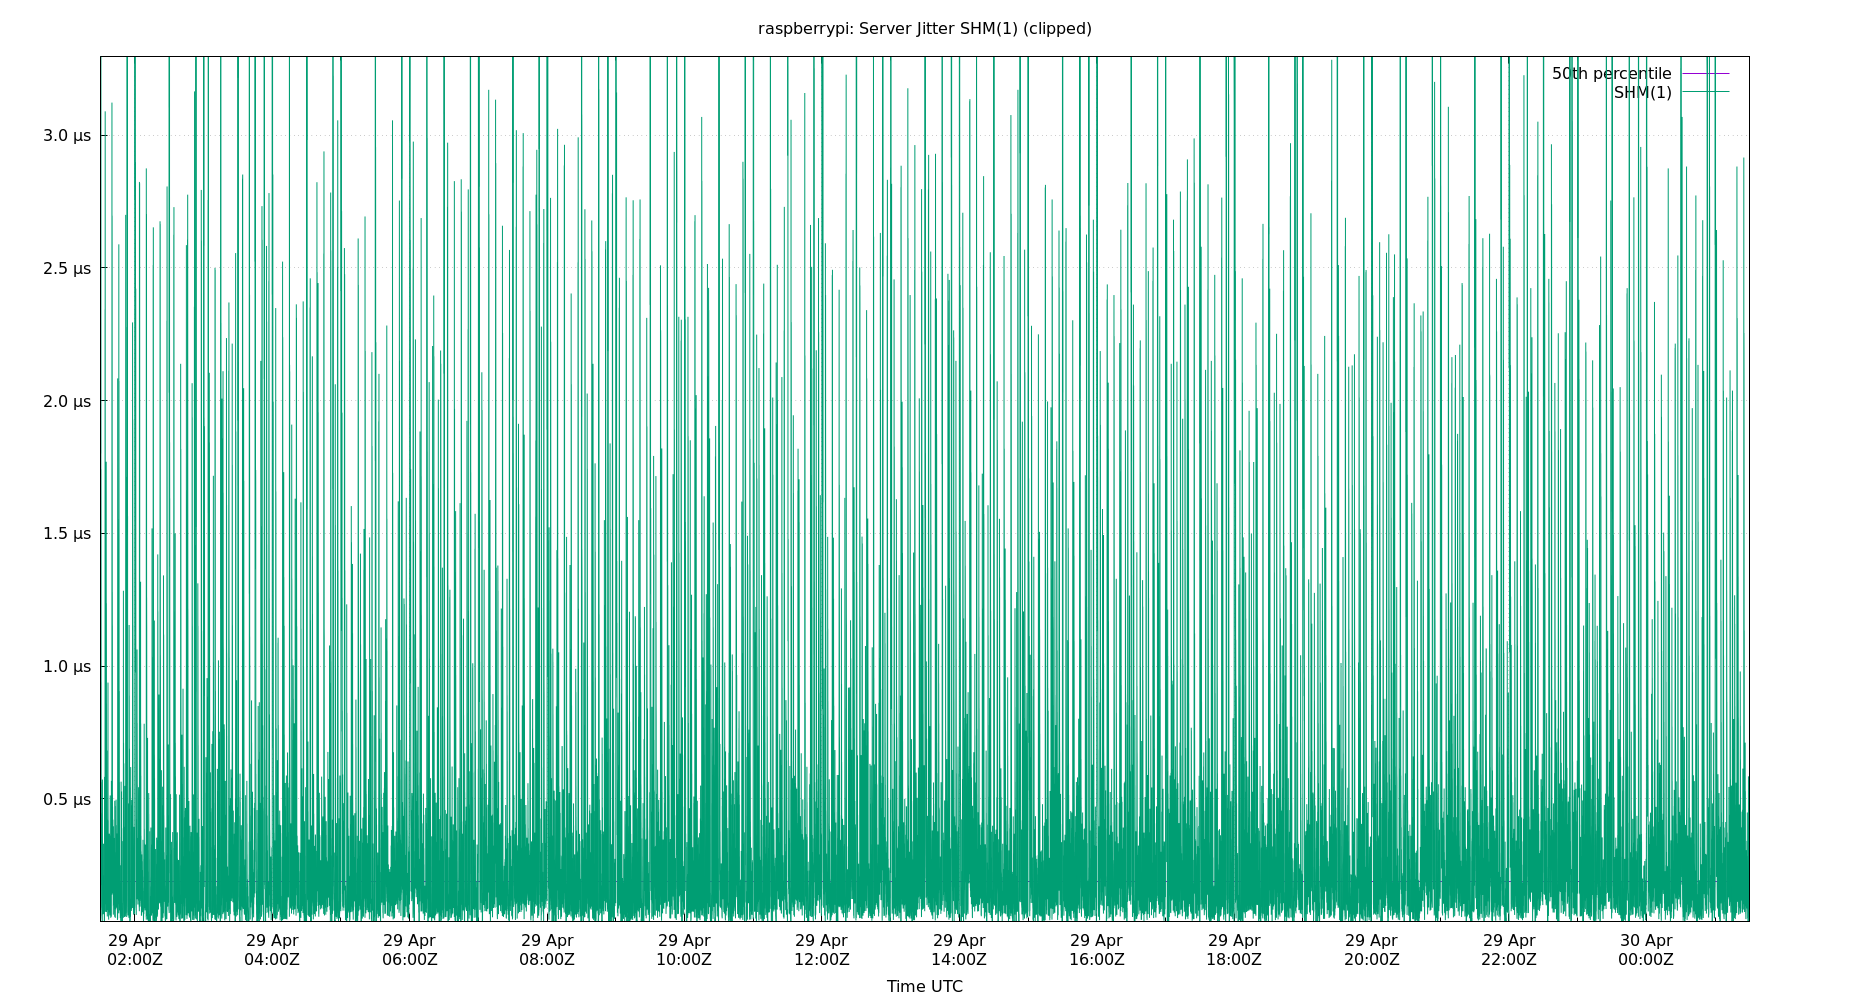 raspberrypi: Server Jitter SHM(1) (clipped)
50th percentile
SHM(1)
3.0 µs
2.5 µs
2.0 µs
1.5 µs
1.0 µs
0.5 µs
29 Apr 29 Apr 29 Apr 29 Apr 29 Apr 29 Apr 29 Apr 29 Apr 29 Apr 29 Apr 29 Apr 30 Apr
02:00Z 04:00Z 06:00Z 08:00Z 10:00Z 12:00Z 14:00Z 16:00Z 18:00Z 20:00Z 22:00Z 00:00Z
Time UTC